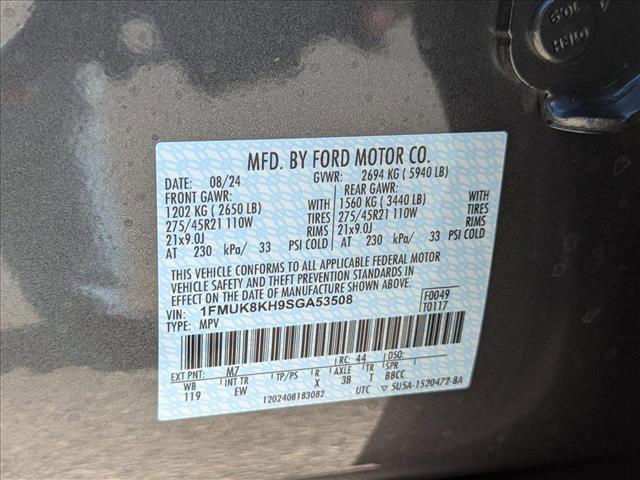 MFD. BY FORD MOTOR CO.
DATE: 08/24 GVWR: 2694 KG ( 5940 LB)
FRONT GAWR: REAR GAWR:
1202 KG ( 2650 LB) WITH 1560 KG ( 3440 LB) WITH
275/45R21 110W TIRES 275/45R21 110W TIRES
21x9.0J RIMS 21x9.0J RIMS
AT 230 kPa/ 33 PSI COLD AT 230 kPa/ 33 PSI COLD
THIS VEHICLE CONFORMS TO ALL APPLICABLE FEDERAL MOTOR
VEHICLE SAFETY AND THEFT PREVENTION STANDARDS IN
EFFECT ON THE DATE OF MANUFACTURE SHOWN ABOVE.
VIN: 1FMUK8KH9SGA53508 F0049
TYPE: MPV T0117
EXT PNT: M7 RC: 44 DSO:
WB INT TR TP/PS R AXLE TR SPR
119 EW X 3B T BBCC
1202408183082 UTC 5U5A-1520472-BA